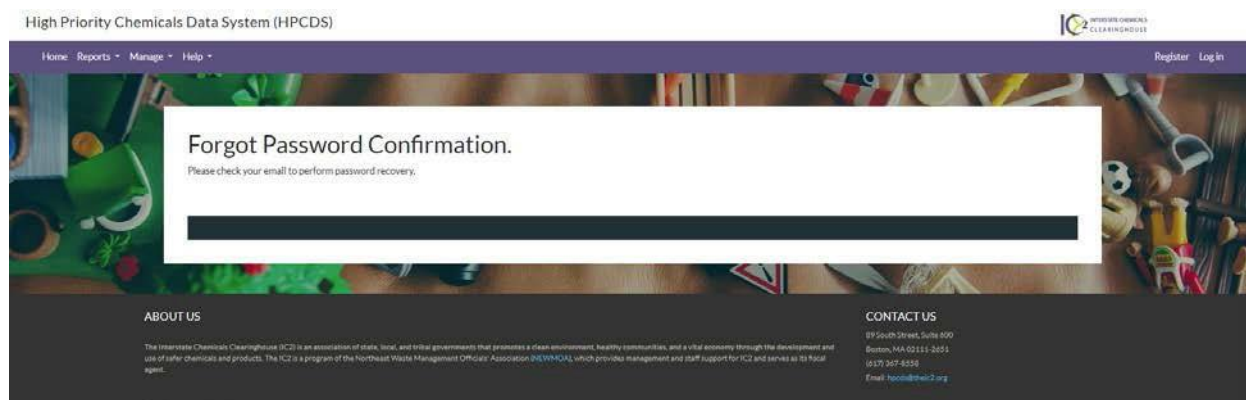 High Priority Chemicals Data System (HPCDS)
IC2 INTERSTATE CHEMICALS
CLEARINGHOUSE
Home Reports Manage Help
Register Log in
Forgot Password Confirmation.
Please check your email to perform password recovery.
ABOUT US
The Interstate Chemicals Clearinghouse (IC2) is an association of state, local, and tribal governments that promotes a clean environment, healthy communities, and a vital economy through the development and
use of safer chemicals and products. The IC2 is a program of the Northeast Waste Management Officials' Association (NEWMOA), which provides management and staff support for IC2 and serves as its fiscal
agent.
CONTACT US
89 South Street, Suite 600
Boston, MA 02111-2651
(617) 367-8558
Email: hpcds@theic2.org